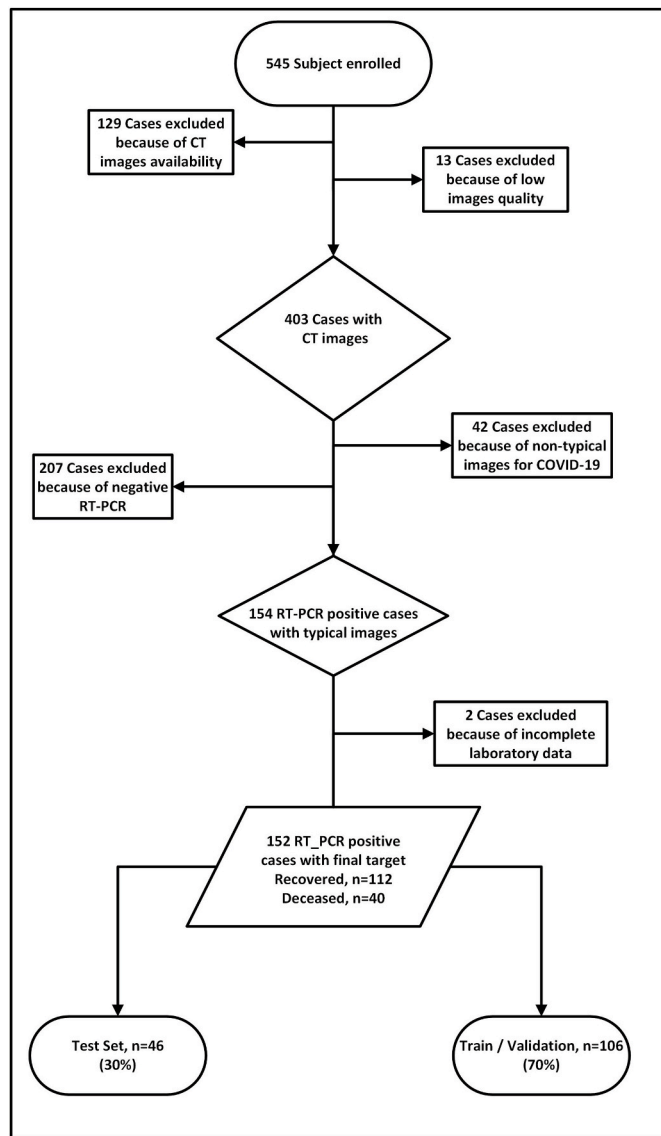 545 Subject enrolled
129 Cases excluded
because of CT
images availability
13 Cases excluded
because of low
images quality
403 Cases with
CT images
42 Cases excluded
because of non-typical
images for COVID-19
207 Cases excluded
because of negative
RT-PCR
154 RT-PCR positive cases
with typical images
2 Cases excluded
because of incomplete
laboratory data
152 RT_PCR positive
cases with final target
Recovered, n=112
Deceased, n=40
Test Set, n=46
(30%)
Train / Validation, n=106
(70%)